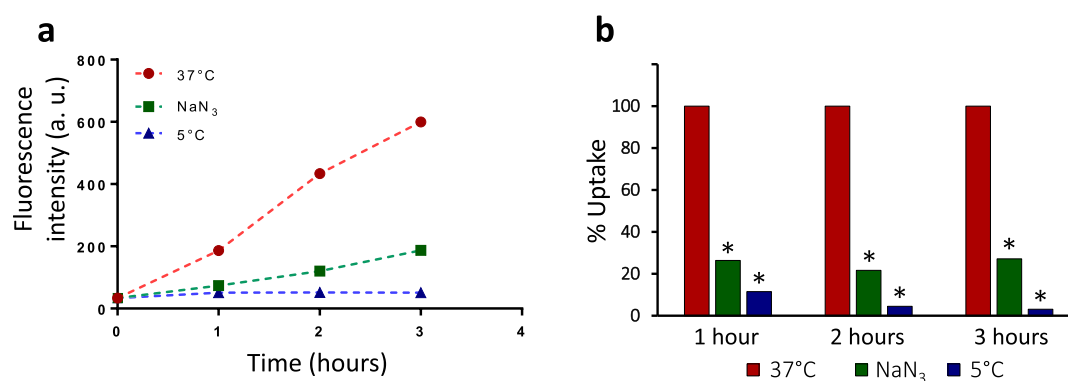 a
800
600
400
200
0
Fluorescence
intensity (a. u.)
37°C
NaN₃
5°C
0 1 2 3 4
Time (hours)
b
100
80
60
40
20
0
% Uptake
* *
* *
* *
1 hour 2 hours 3 hours
37°C NaN₃ 5°C